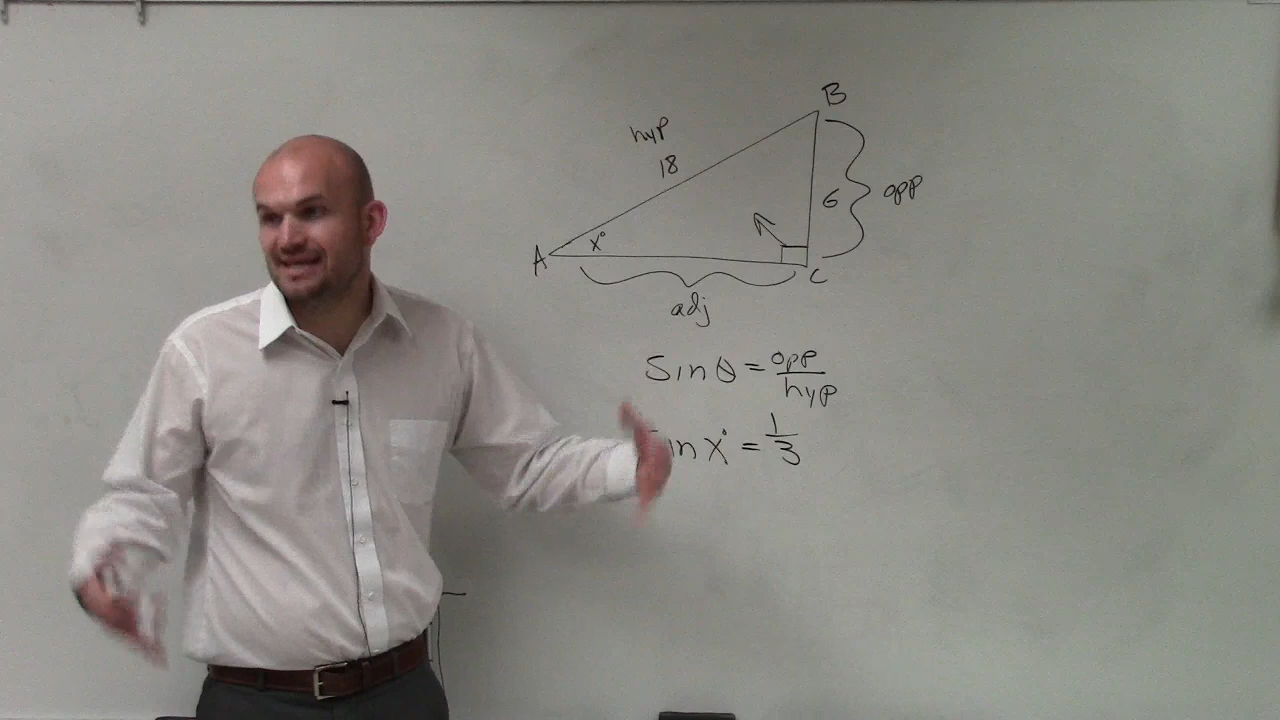 B
hyp
18
6
opp
x°
A
C
adj
sin θ = opp/hyp
in x° = 1/3